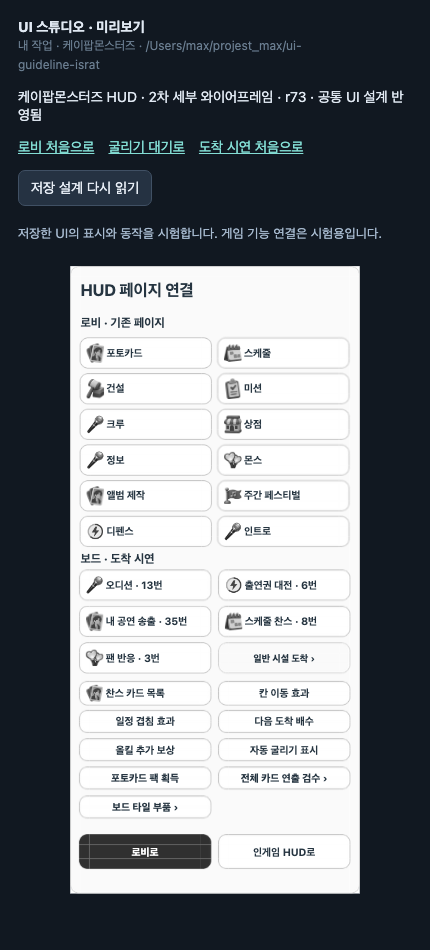 UI 스튜디오 · 미리보기
내 작업 · 케이팝몬스터즈 · /Users/max/projest_max/ui-
guideline-israt
케이팝몬스터즈 HUD · 2차 세부 와이어프레임 · r73 · 공통 UI 설계 반
영됨
로비 처음으로 굴리기 대기로 도착 시연 처음으로
저장 설계 다시 읽기
저장한 UI의 표시와 동작을 시험합니다. 게임 기능 연결은 시험용입니다.
HUD 페이지 연결
로비 · 기존 페이지
포토카드 스케줄
건설 미션
크루 상점
정보 몬스
앨범 제작 주간 페스티벌
디펜스 인트로
보드 · 도착 시연
오디션 · 13번 출연권 대전 · 6번
내 공연 송출 · 35번 스케줄 찬스 · 8번
팬 반응 · 3번 일반 시설 도착 ›
찬스 카드 목록 칸 이동 효과
일정 겹침 효과 다음 도착 배수
올킬 추가 보상 자동 굴리기 표시
포토카드 팩 획득 전체 카드 연출 검수 ›
보드 타일 부품 ›
로비로 인게임 HUD로